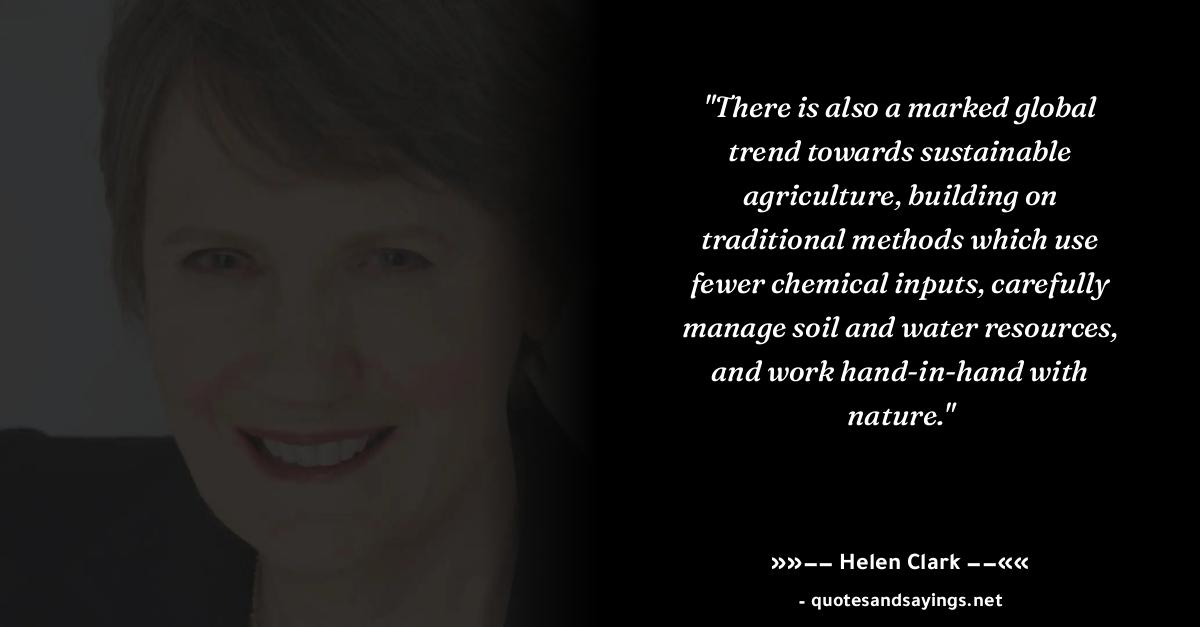 "There is also a marked global
trend towards sustainable
agriculture, building on
traditional methods which use
fewer chemical inputs, carefully
manage soil and water resources,
and work hand-in-hand with
nature."
»»–– Helen Clark ––««
- quotesandsayings.net